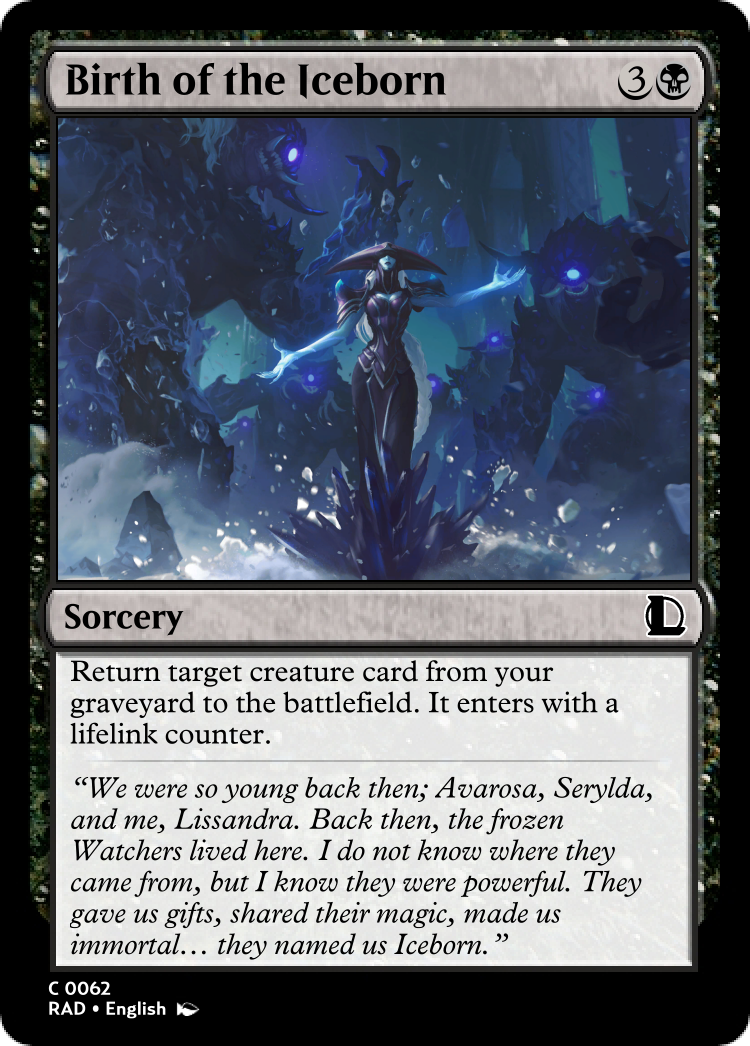 Birth of the Iceborn 3
Sorcery
Return target creature card from your
graveyard to the battlefield. It enters with a
lifelink counter.
“We were so young back then; Avarosa, Serylda,
and me, Lissandra. Back then, the frozen
Watchers lived here. I do not know where they
came from, but I know they were powerful. They
gave us gifts, shared their magic, made us
immortal… they named us Iceborn.”
C 0062
RAD • English